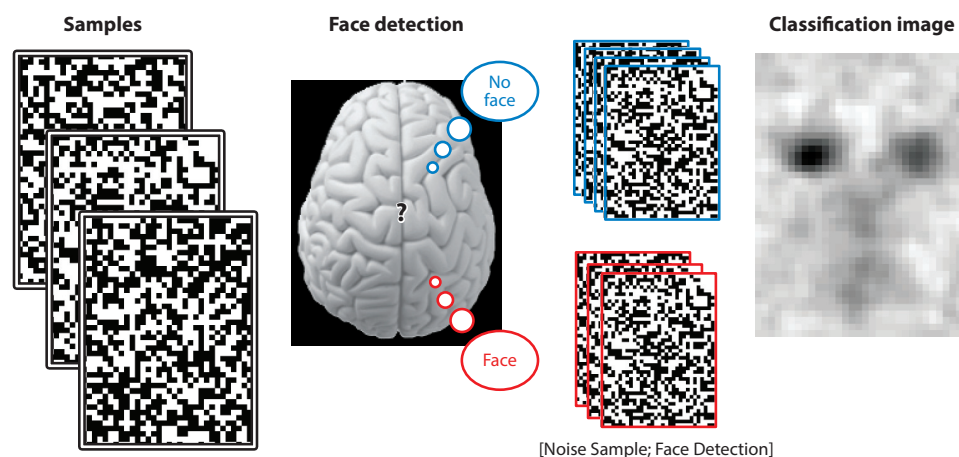 Samples
Face detection
Classification image
No
face
?
Face
[Noise Sample; Face Detection]